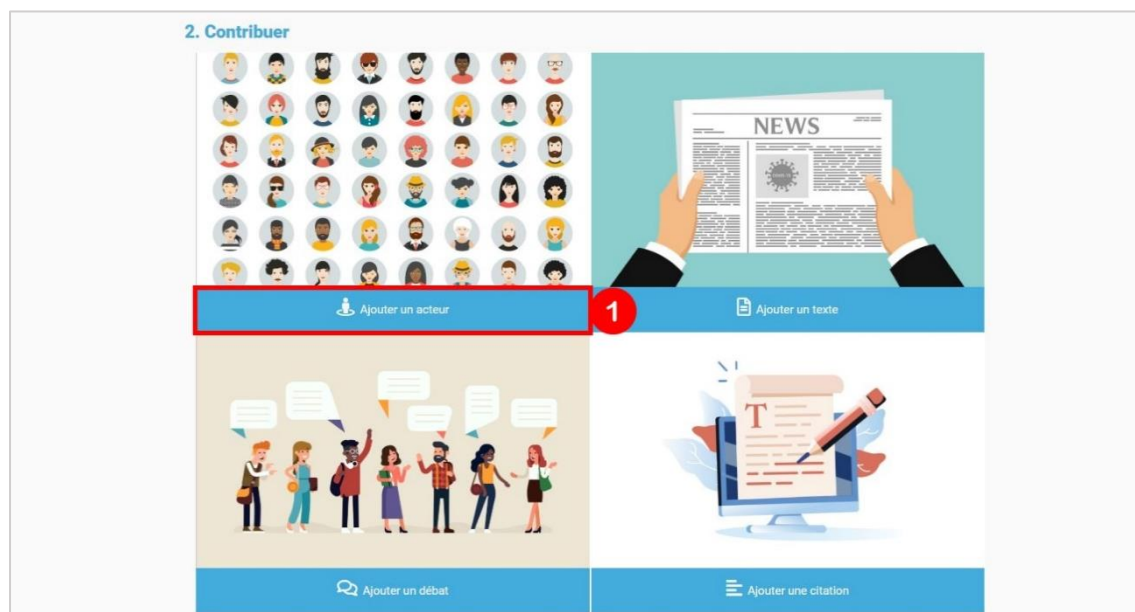 2. Contribuer
NEWS
Ajouter un acteur
1
Ajouter un texte
T
Ajouter un débat
Ajouter une citation